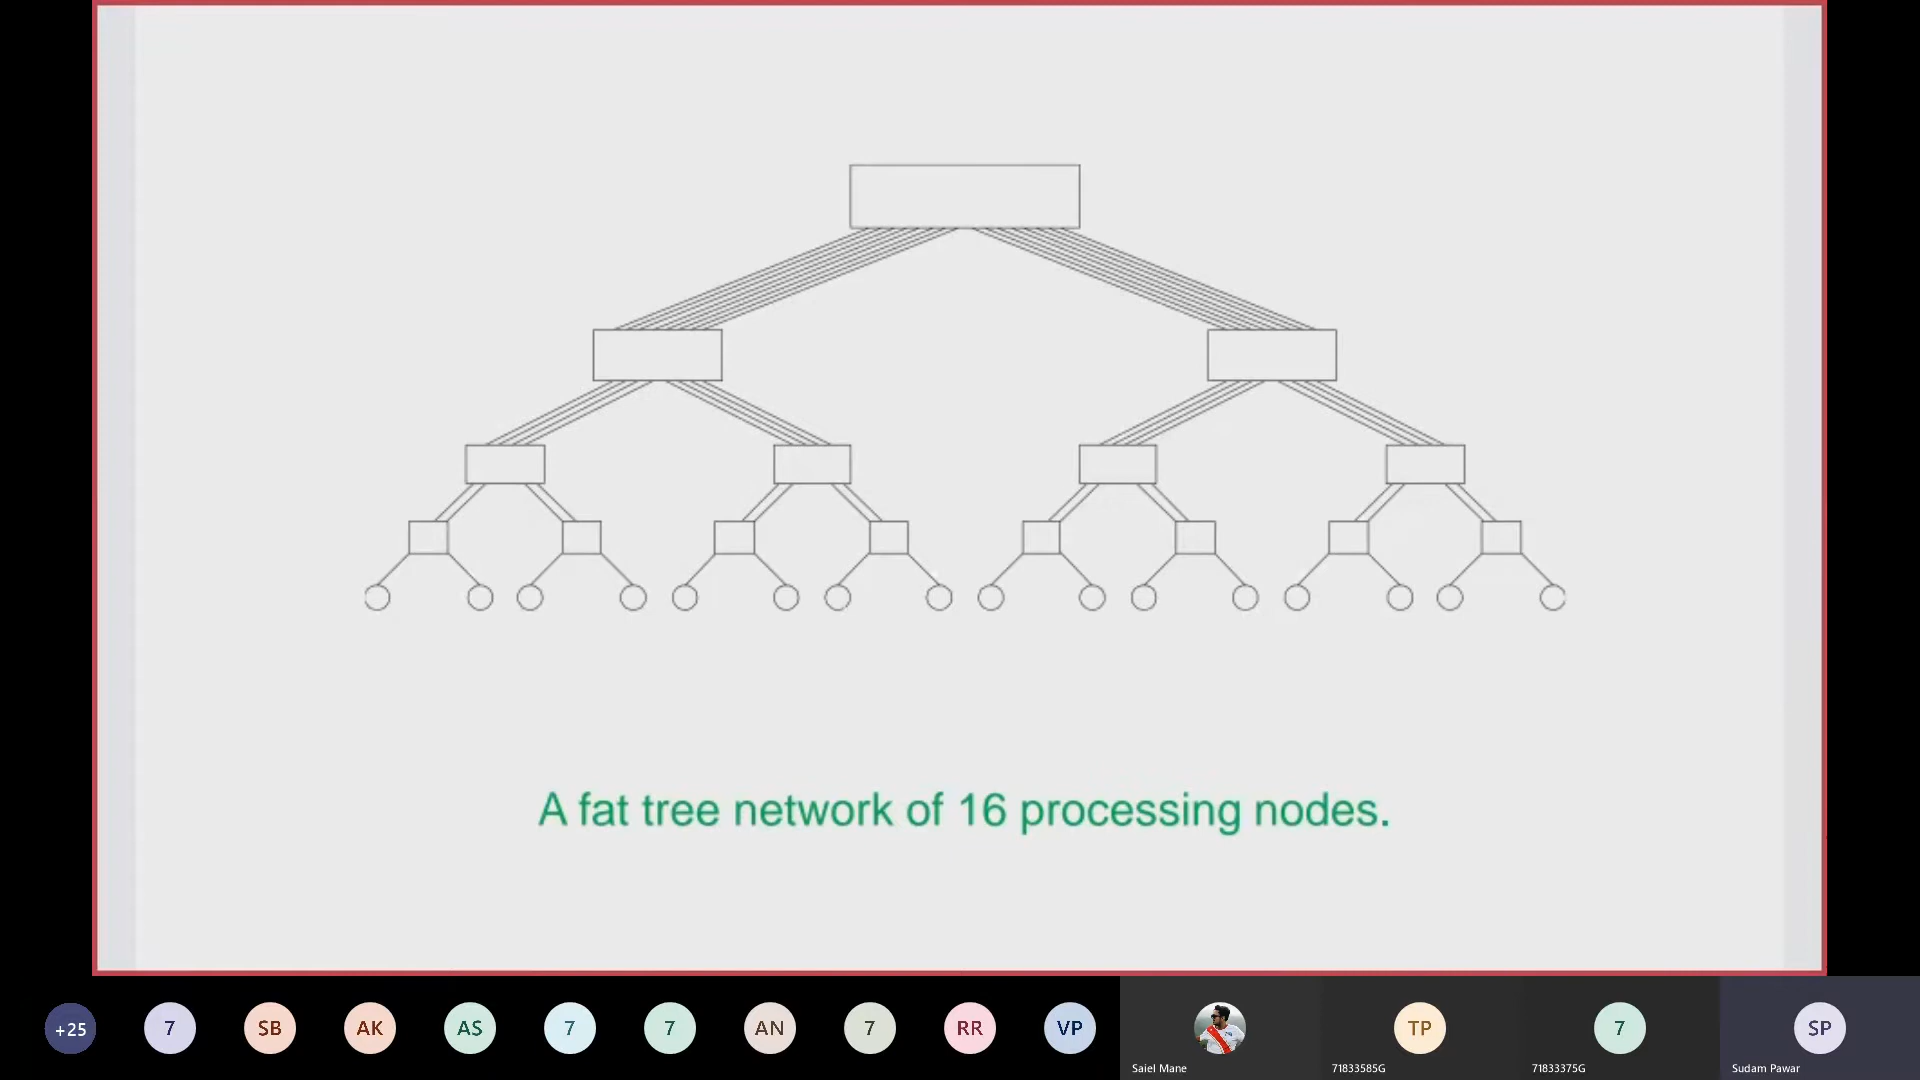 A fat tree network of 16 processing nodes.
+25
7
SB
AK
AS
7
7
AN
7
RR
VP
TP
7
SP
Saiel Mane
71833585G
71833375G
Sudam Pawar